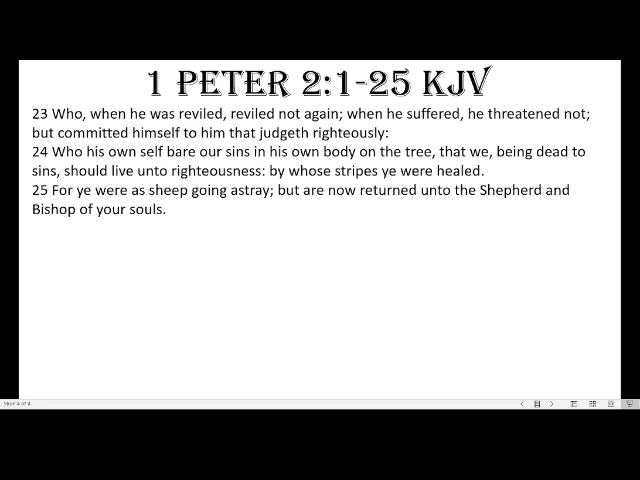 1 PETER 2:1-25 KJV
23 Who, when he was reviled, reviled not again; when he suffered, he threatened not;
but committed himself to him that judgeth righteously:
24 Who his own self bare our sins in his own body on the tree, that we, being dead to
sins, should live unto righteousness: by whose stripes ye were healed.
25 For ye were as sheep going astray; but are now returned unto the Shepherd and
Bishop of your souls.
Slide 4 of 4